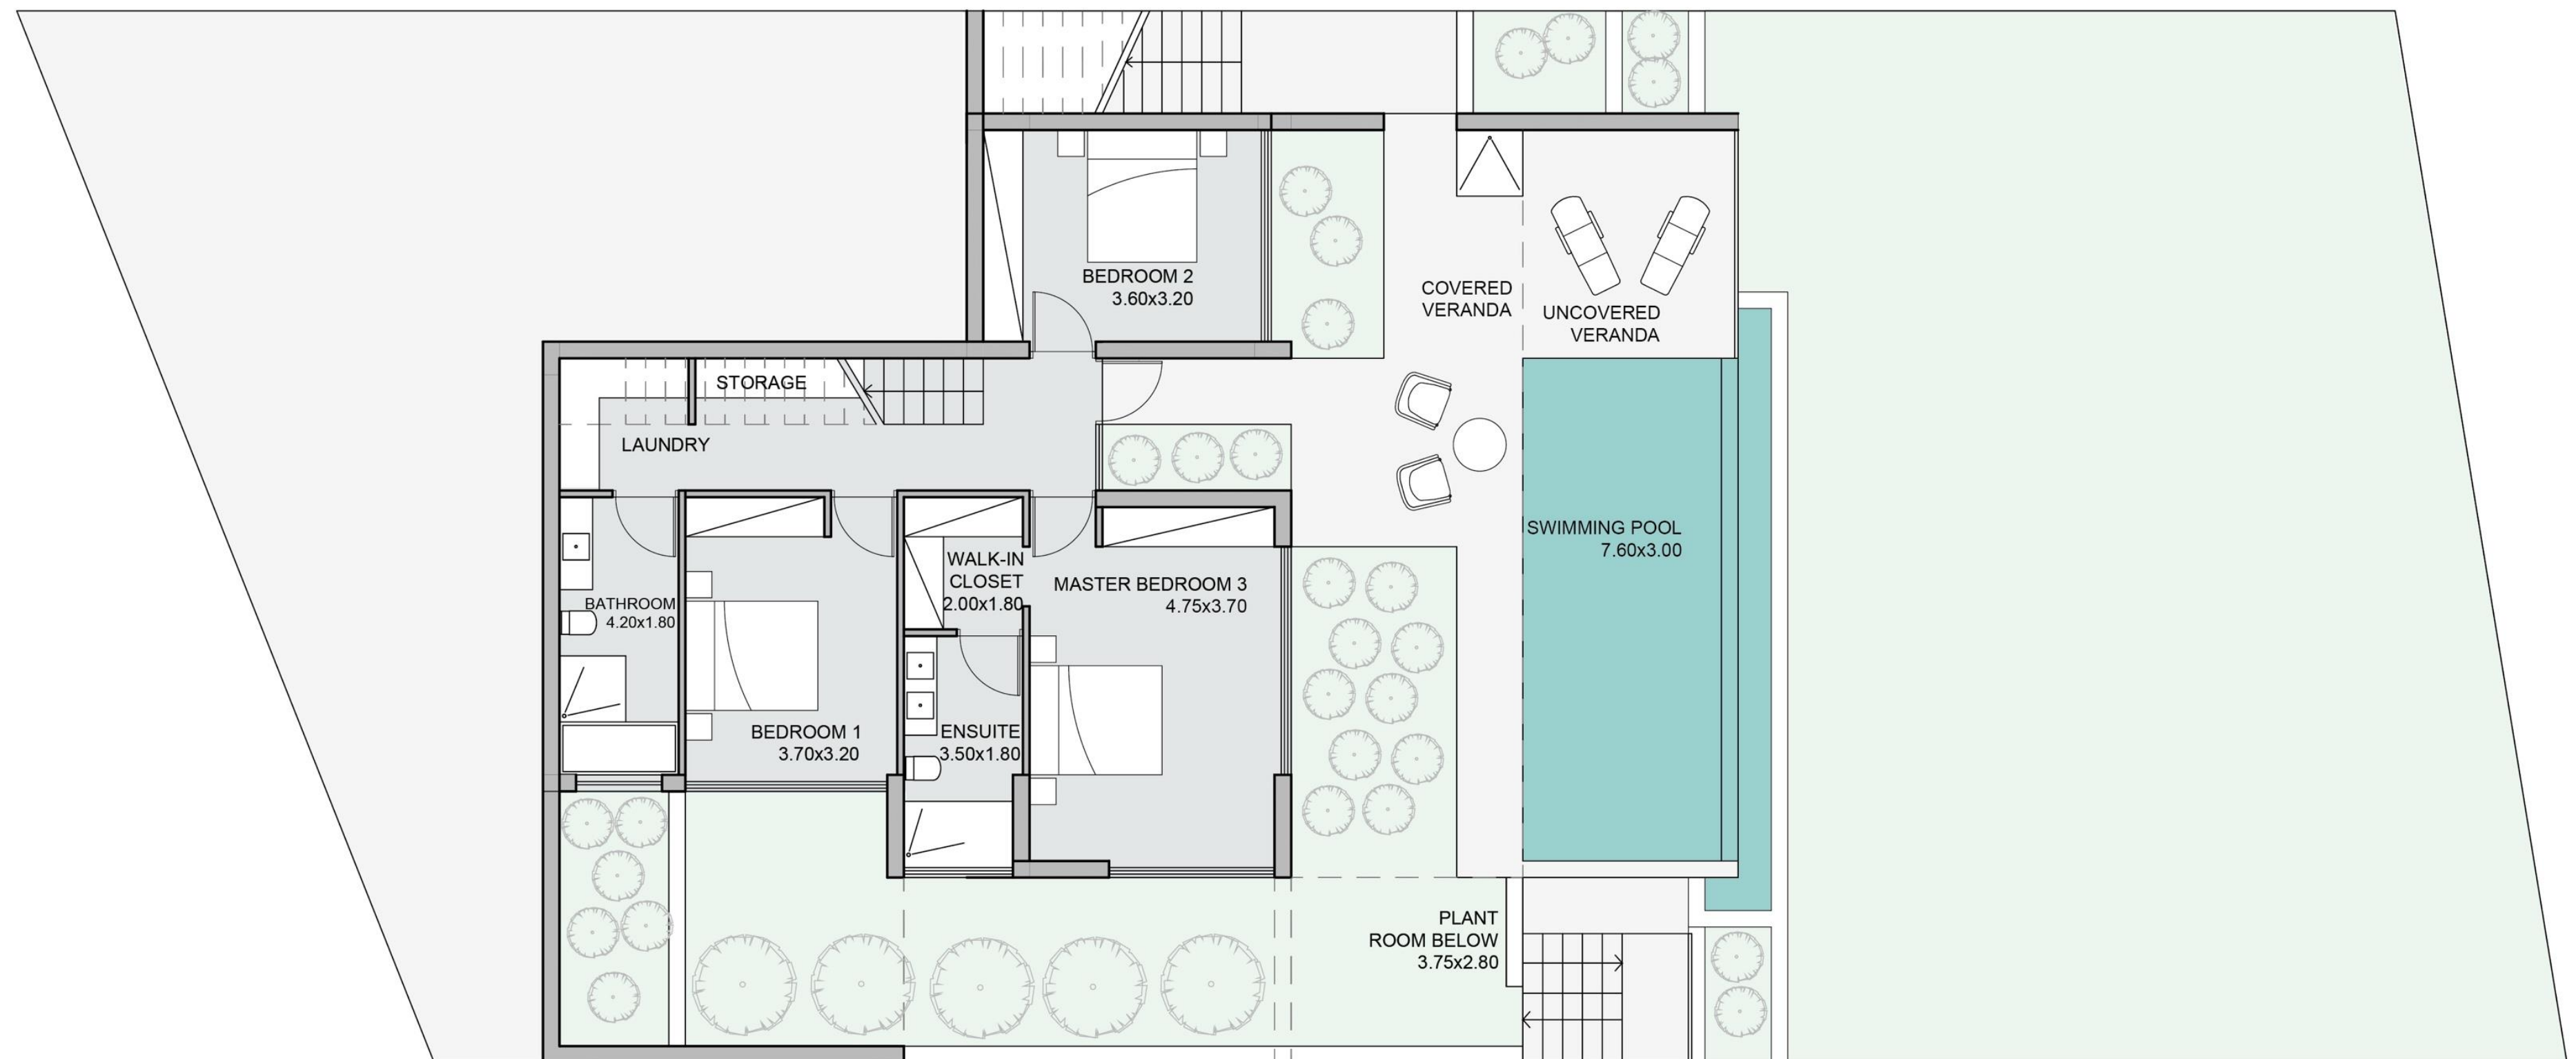 BEDROOM 2
3.60x3.20
COVERED
VERANDA
UNCOVERED
VERANDA
STORAGE
LAUNDRY
SWIMMING POOL
7.60x3.00
WALK-IN
CLOSET
2.00x1.80
MASTER BEDROOM 3
4.75x3.70
BATHROOM
4.20x1.80
BEDROOM 1
3.70x3.20
ENSUITE
3.50x1.80
PLANT
ROOM BELOW
3.75x2.80